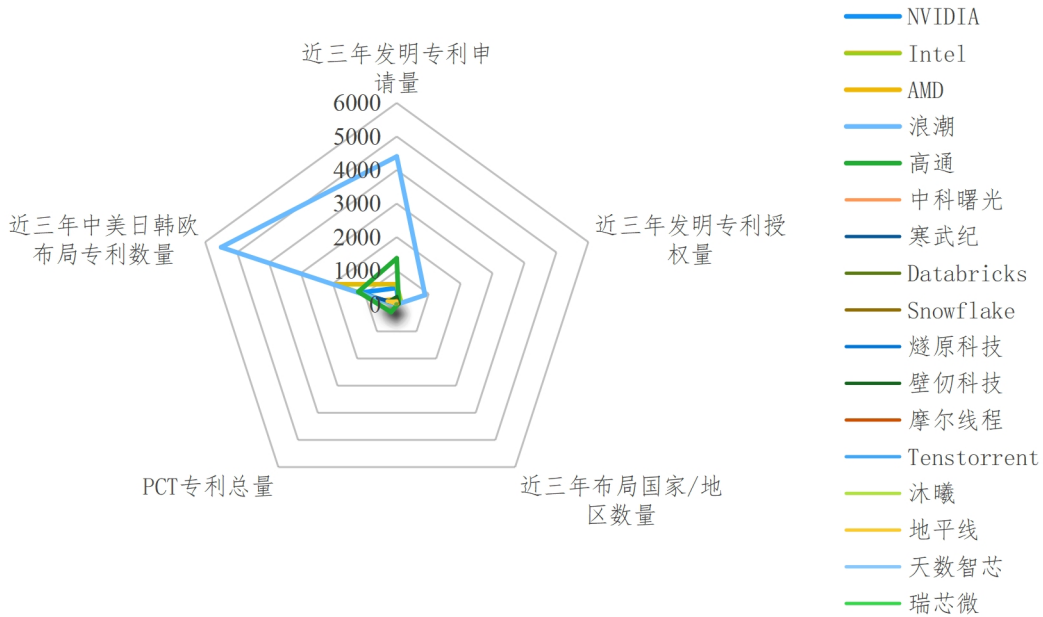 近三年发明专利申
请量
6000
5000
4000
3000
2000
1000
0
近三年发明专利授
权量
近三年布局国家/地
区数量
PCT专利总量
近三年中美日韩欧
布局专利数量
NVIDIA
Intel
AMD
浪潮
高通
中科曙光
寒武纪
Databricks
Snowflake
燧原科技
壁仞科技
摩尔线程
Tenstorrent
沐曦
地平线
天数智芯
瑞芯微